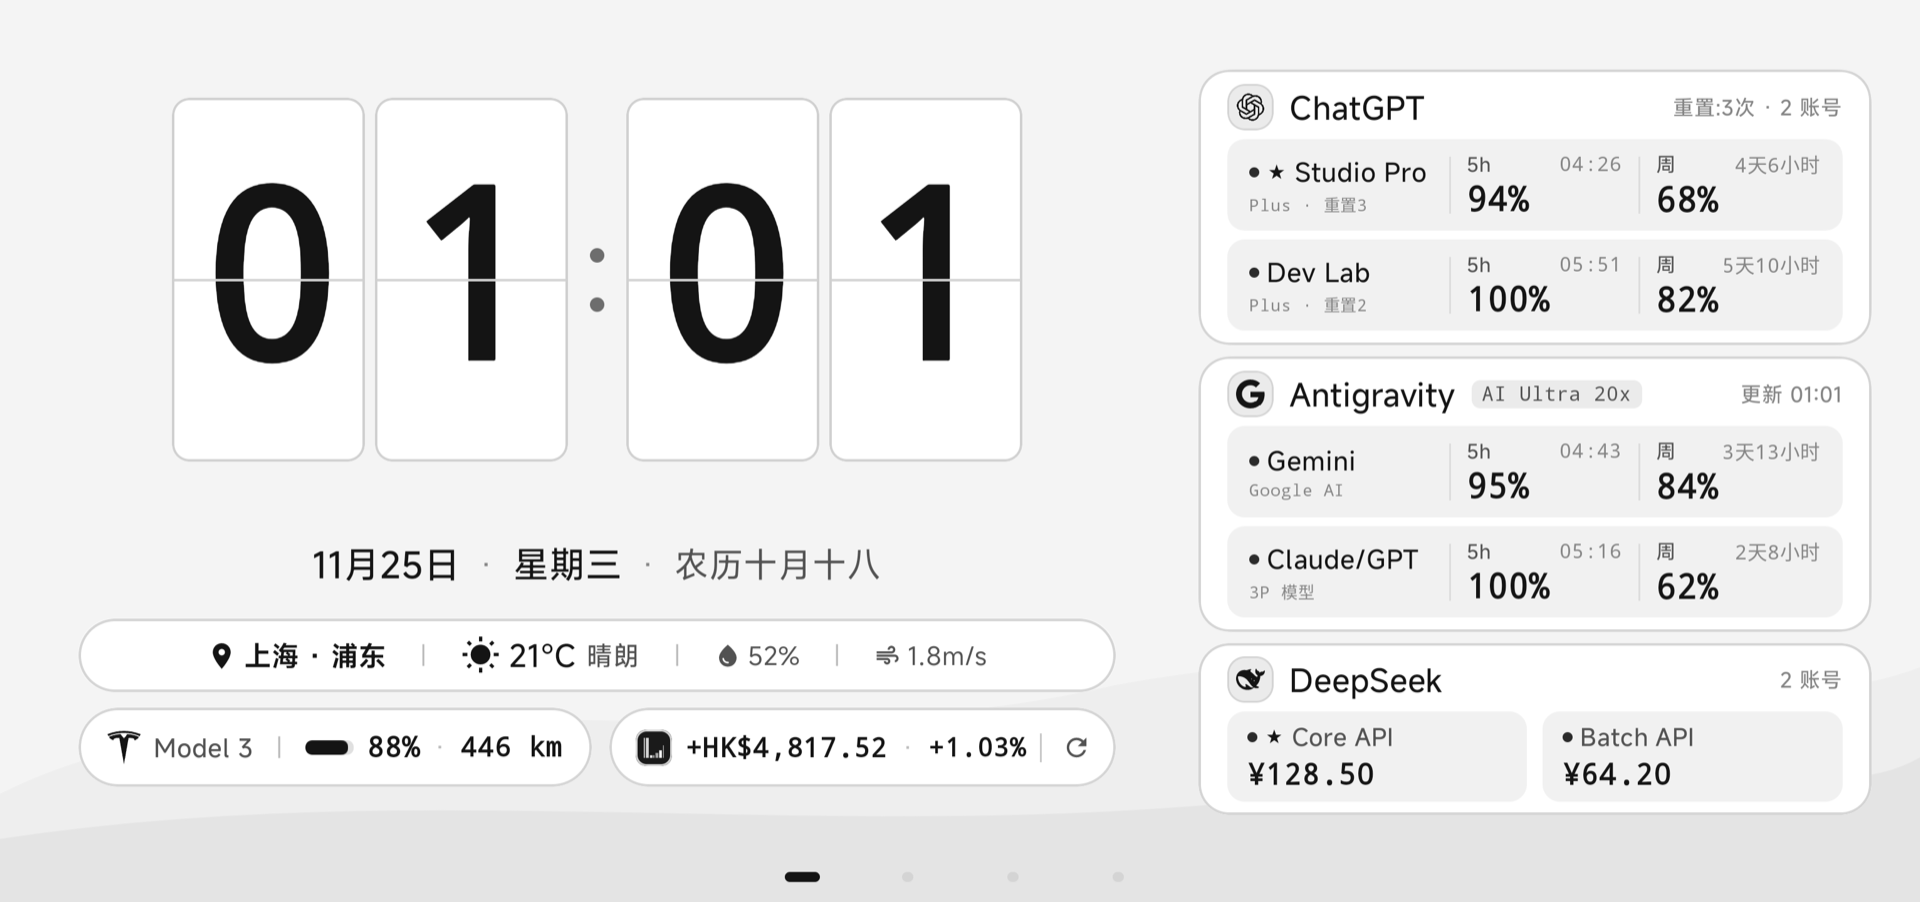 01:01
11月25日 · 星期三 · 农历十月十八
上海 · 浦东 | 21°C 晴朗 | 52% | 1.8m/s
Model 3 | 88% · 446 km
+HK$4,817.52 · +1.03%
ChatGPT 重置:3次 · 2 账号
★ Studio Pro
Plus · 重置3
5h 04:26
94%
周 4天6小时
68%
Dev Lab
Plus · 重置2
5h 05:51
100%
周 5天10小时
82%
Antigravity AI Ultra 20x 更新 01:01
Gemini
Google AI
5h 04:43
95%
周 3天13小时
84%
Claude/GPT
3P 模型
5h 05:16
100%
周 2天8小时
62%
DeepSeek 2 账号
★ Core API
¥128.50
Batch API
¥64.20